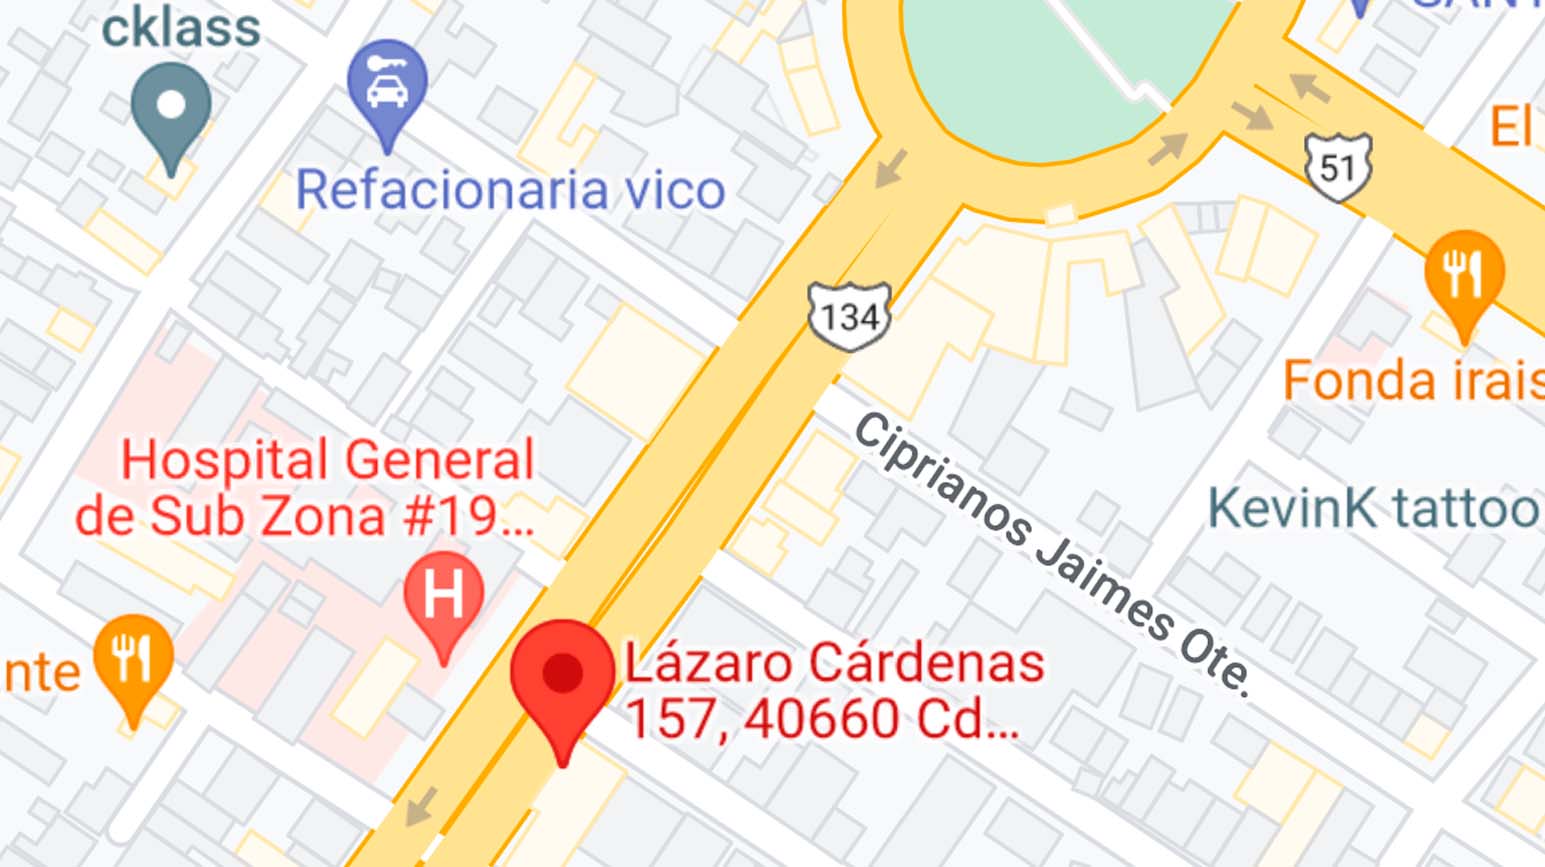 cklass
Refacionaria vico
51
El
134
Fonda irais
Hospital General
de Sub Zona #19...
H
Ciprianos Jaimes Ote.
KevinK tattoo
nte
Lázaro Cárdenas
157, 40660 Cd...